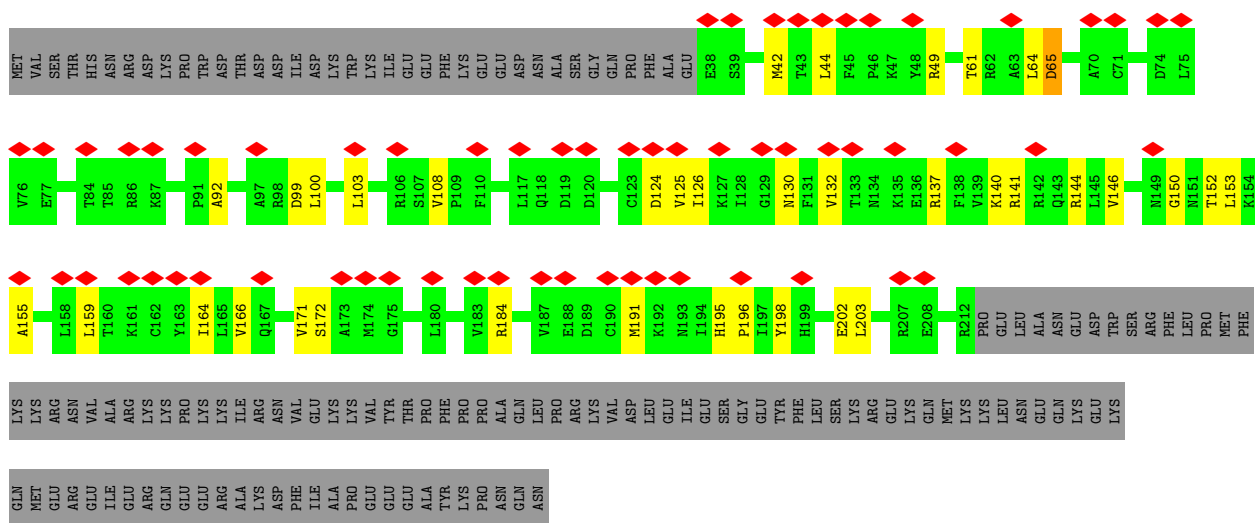 MET VAL SER THR HIS ASN ARG ASP LYS PRO TRP ASP THR ASP ASP ILE ASP LYS TRP LYS ILE GLU GLU PHE LYS GLU GLU ASP ASN ALA SER GLY GLN PRO PHE ALA GLU E38 S39 M42 T43 L44 F45 P46 K47 Y48 R49 T61 R62 A63 L64 D65 A70 C71 D74 L75
V76 E77 T84 T85 R86 K87 P91 A92 A97 R98 D99 L100 L103 R106 S107 V108 P109 F110 L117 Q118 D119 D120 C123 D124 V125 I126 K127 I128 G129 N130 F131 V132 T133 N134 K135 E136 R137 F138 V139 K140 R141 R142 Q143 R144 L145 V146 N149 G150 N151 T152 L153 K154
A155 L158 L159 T160 K161 C162 Y163 I164 L165 V166 Q167 V171 S172 A173 M174 G175 L180 V183 R184 V187 E188 D189 C190 M191 K192 N193 I194 H195 P196 I197 Y198 H199 E202 L203 R207 E208 R212 PRO GLU LEU ALA ASN GLU ASP TRP SER ARG PHE LEU PRO MET PHE
LYS LYS ARG ASN VAL ALA ARG LYS LYS PRO LYS LYS ILE ARG ASN VAL GLU LYS LYS VAL TYR THR PRO PHE PRO PRO ALA GLN LEU PRO ARG LYS VAL ASP LEU GLU ILE GLU SER GLY GLU TYR PHE LEU SER LYS ARG GLU LYS GLN MET LYS LYS LEU ASN GLU GLN LYS GLU LYS
GLN MET GLU ARG GLU ILE GLU ARG GLN GLU GLU ARG ALA LYS ASP PHE ILE ALA PRO GLU GLU GLU ALA TYR LYS PRO ASN GLN ASN